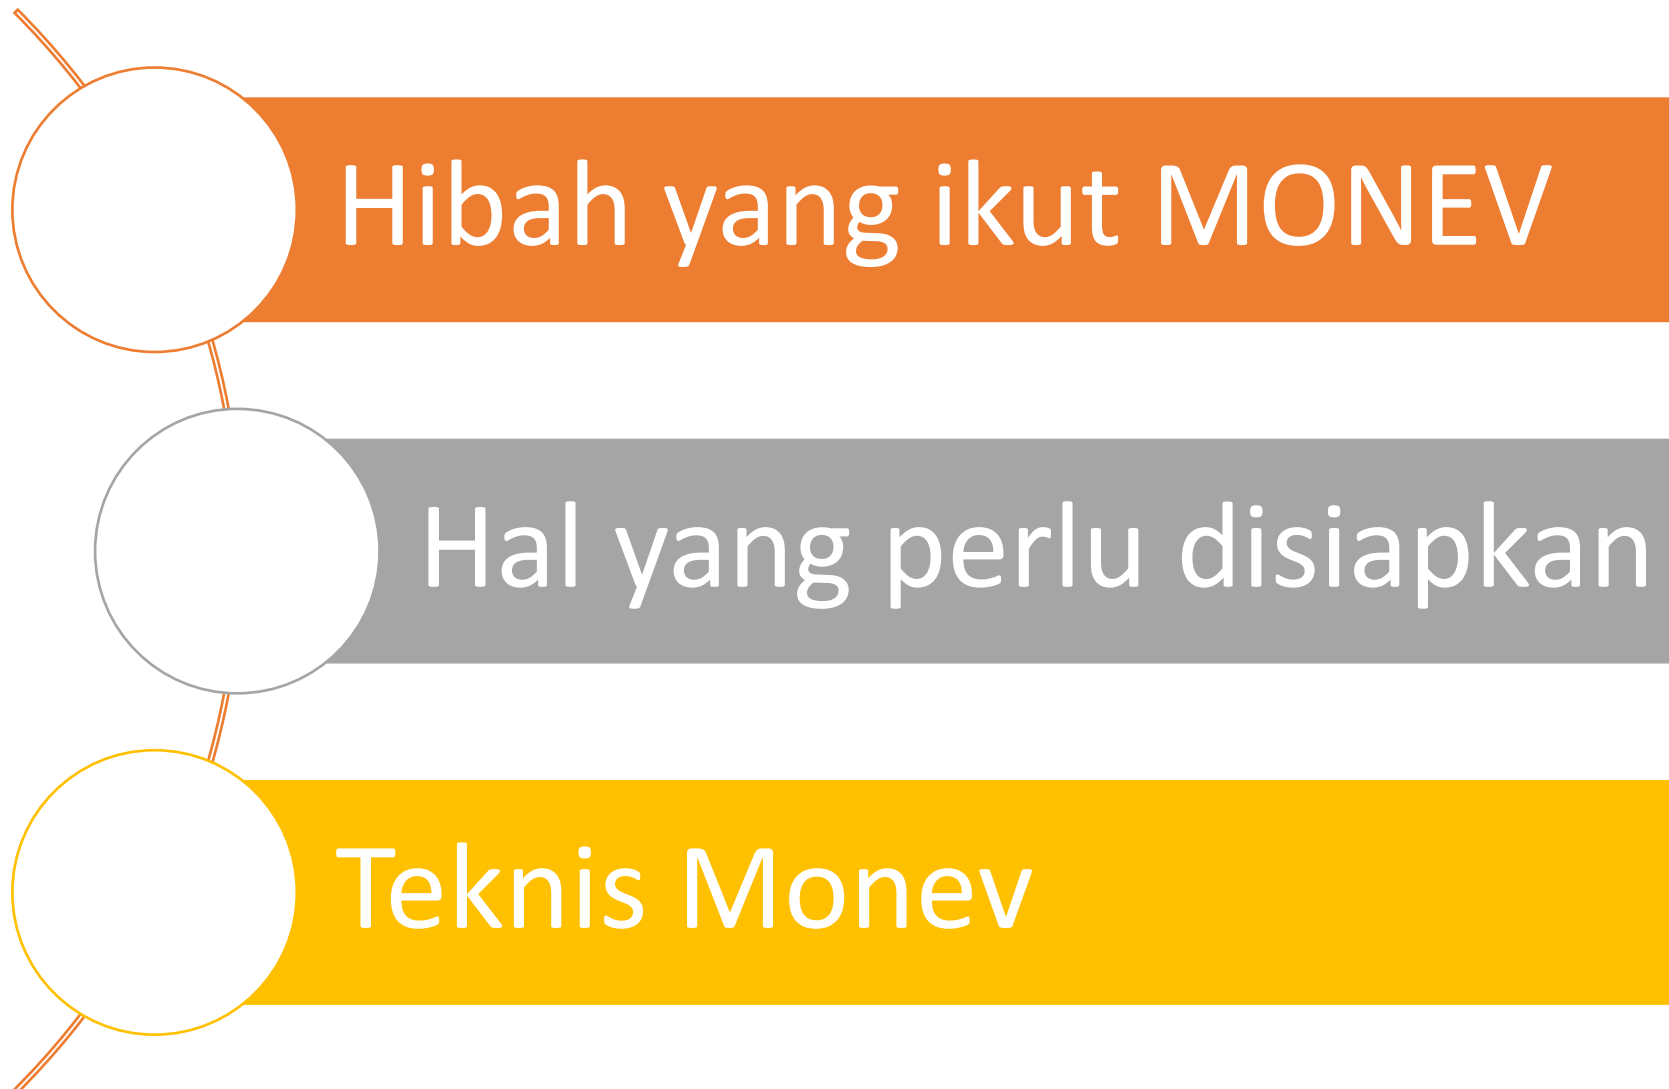 Hibah yang ikut MONEV
Hal yang perlu disiapkan
Teknis Monev